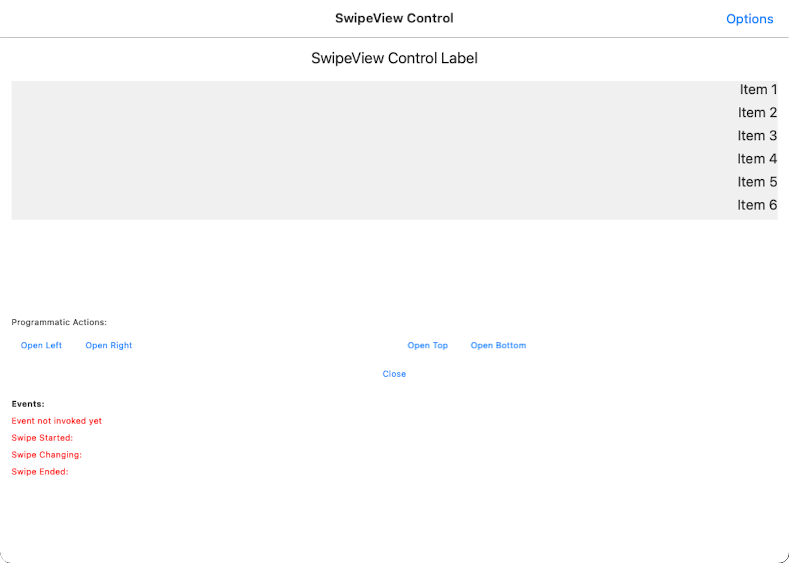 SwipeView Control
Options
SwipeView Control Label
Item 1
Item 2
Item 3
Item 4
Item 5
Item 6
Programmatic Actions:
Open Left Open Right Open Top Open Bottom
Close
Events:
Event not invoked yet
Swipe Started:
Swipe Changing:
Swipe Ended: